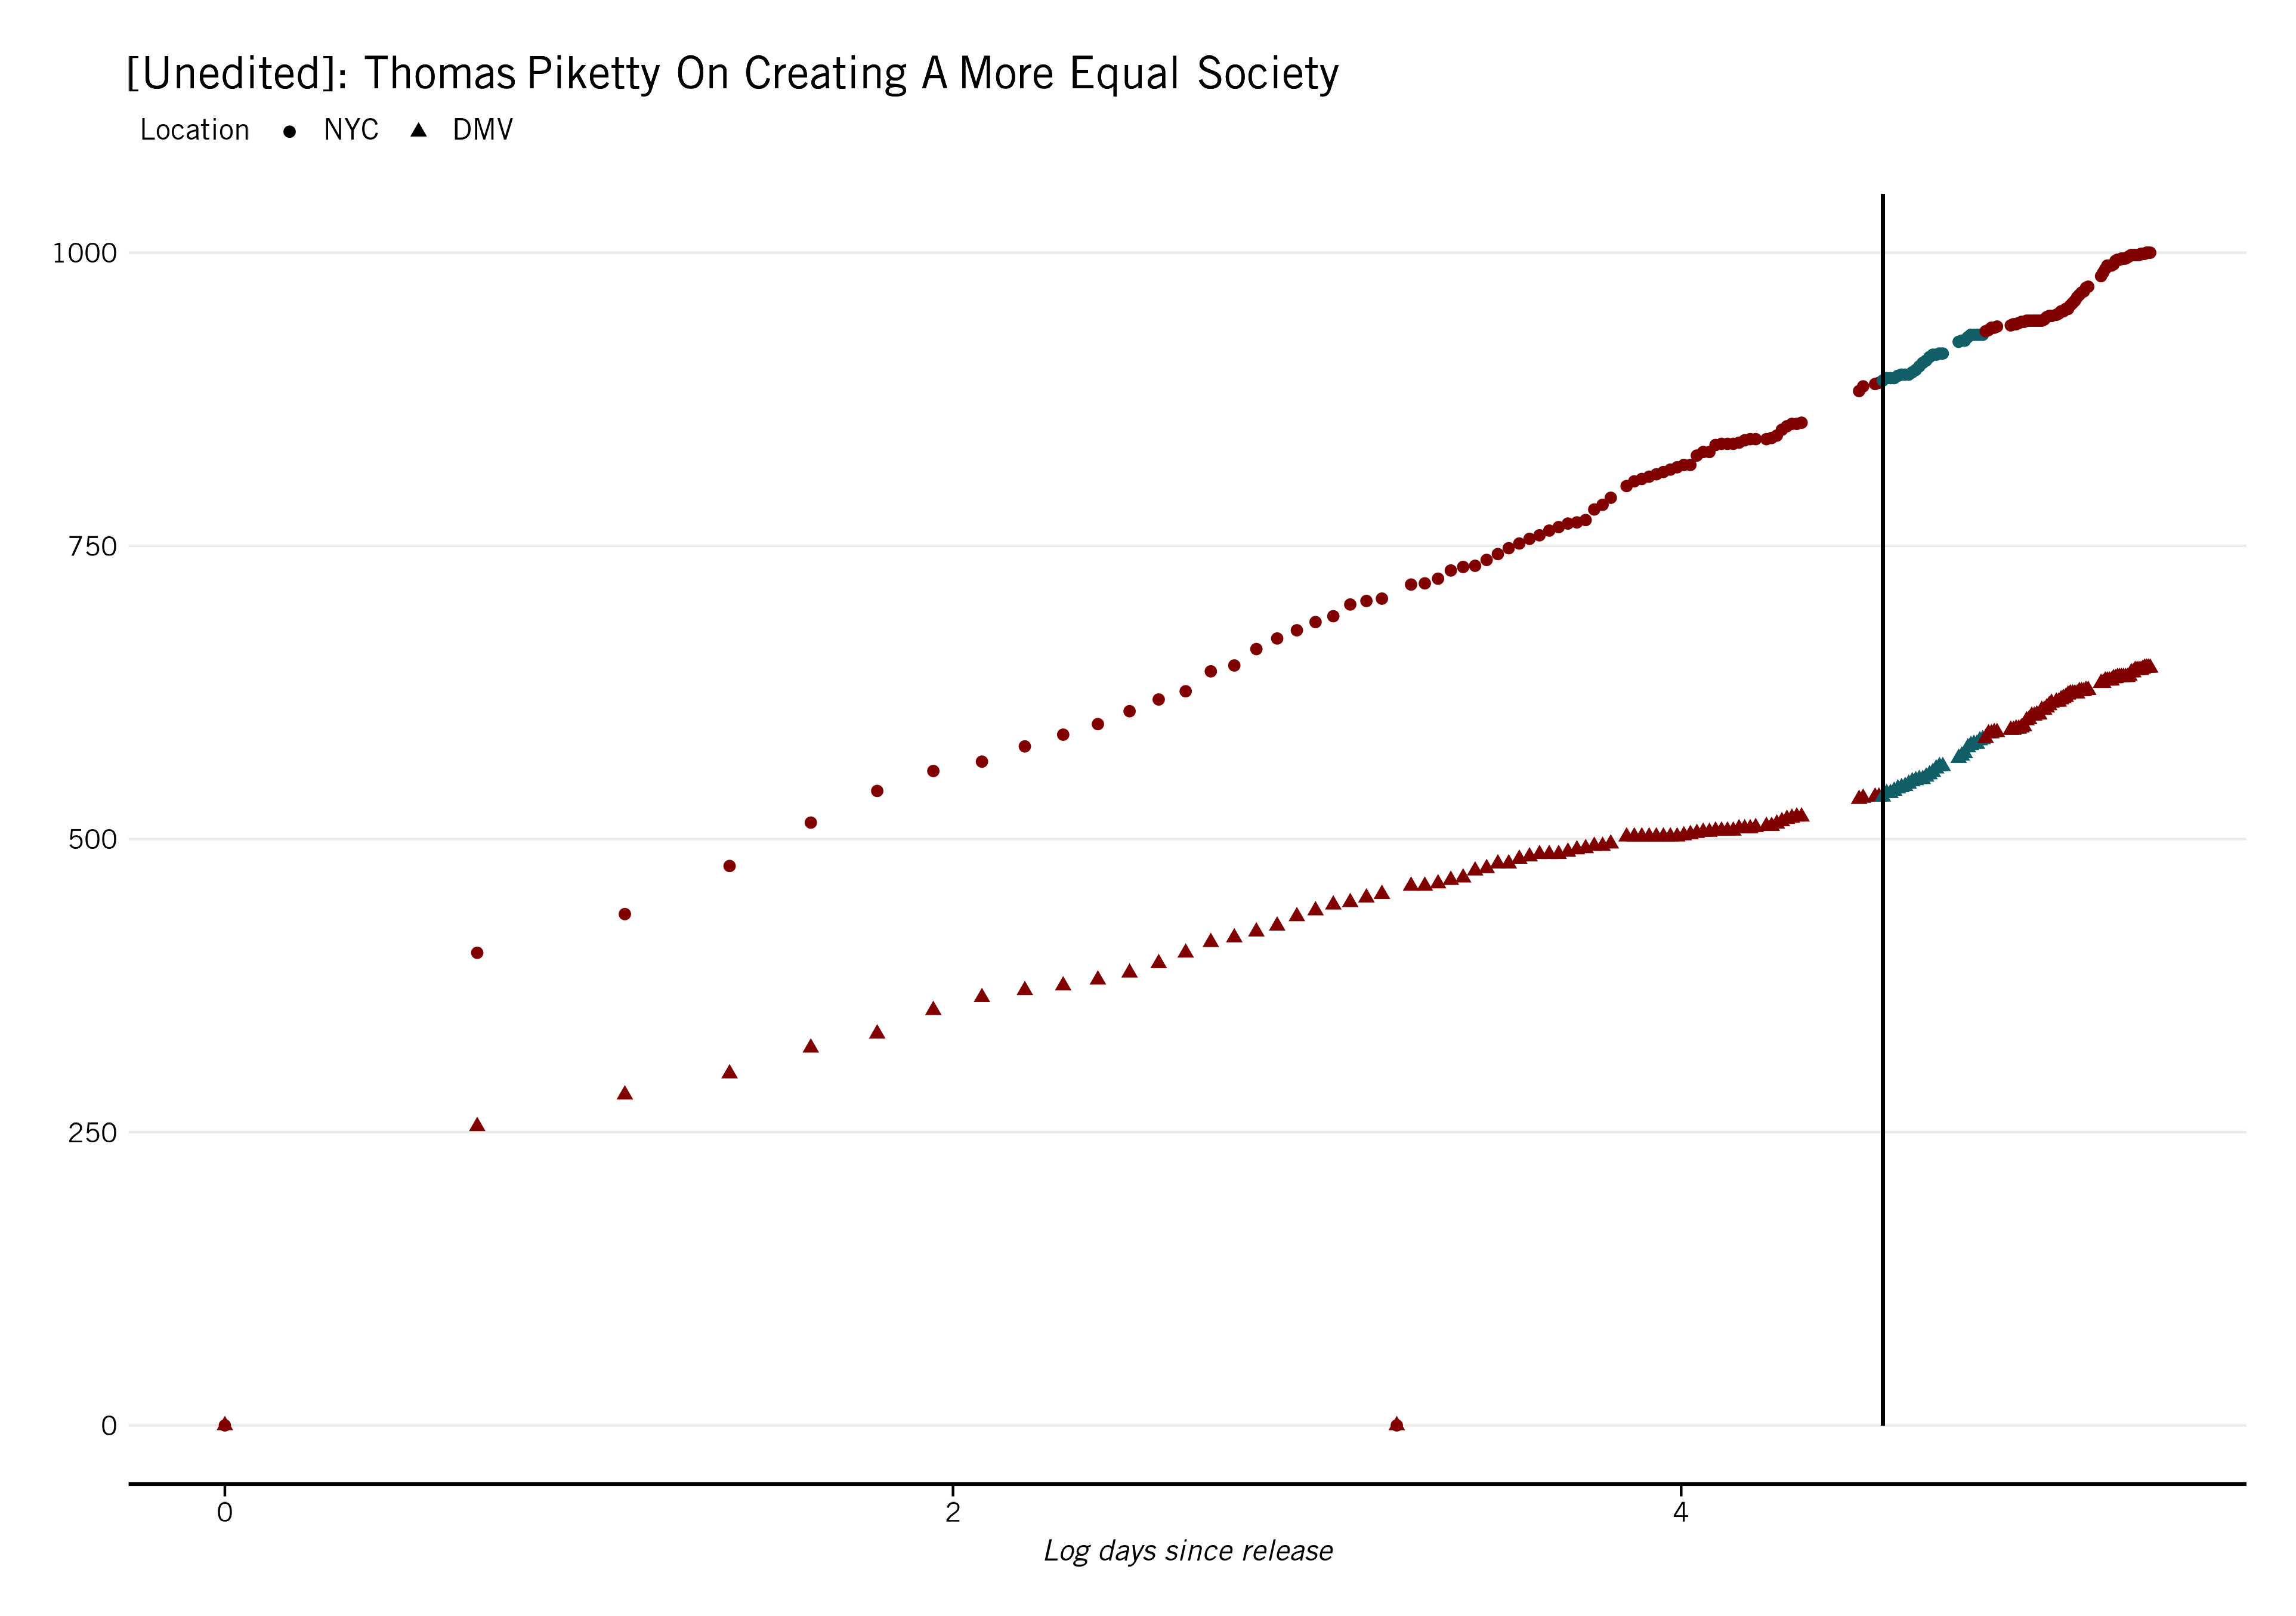 [Unedited]: Thomas Piketty On Creating A More Equal Society
Location NYC DMV
1000
750
500
250
0
0 2 4
Log days since release